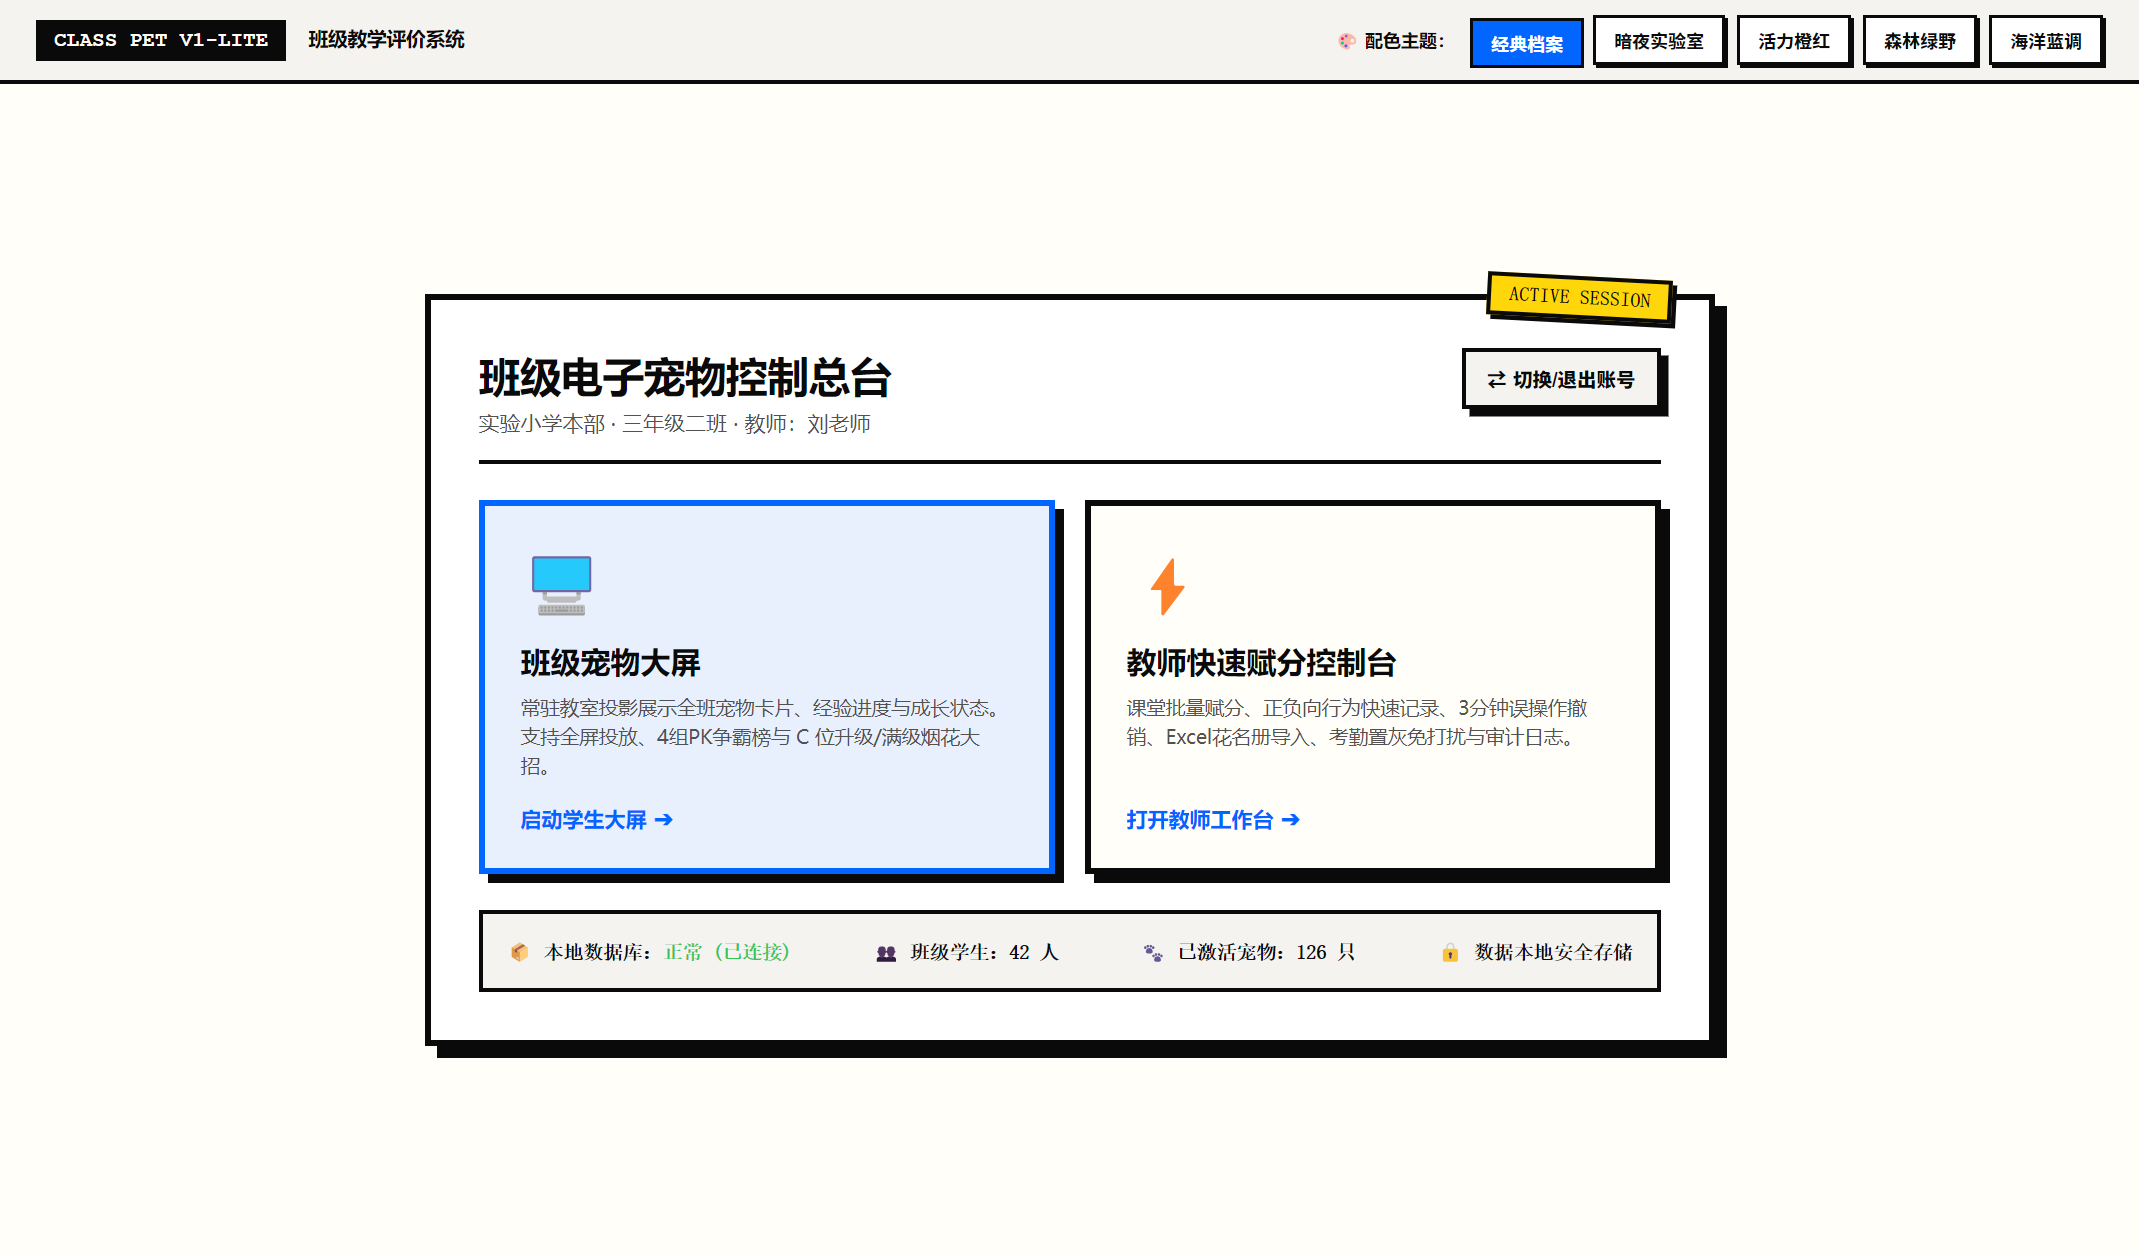 CLASS PET V1-LITE
班级教学评价系统
配色主题：
经典档案
暗夜实验室
活力橙红
森林绿野
海洋蓝调
ACTIVE SESSION
班级电子宠物控制总台
⇄ 切换/退出账号
实验小学本部 · 三年级二班 · 教师：刘老师
班级宠物大屏
常驻教室投影展示全班宠物卡片、经验进度与成长状态。
支持全屏投放、4组PK争霸榜与 C 位升级/满级烟花大
招。
启动学生大屏 ➔
教师快速赋分控制台
课堂批量赋分、正负向行为快速记录、3分钟误操作撤
销、Excel花名册导入、考勤置灰免打扰与审计日志。
打开教师工作台 ➔
本地数据库：正常（已连接）
班级学生：42 人
已激活宠物：126 只
数据本地安全存储